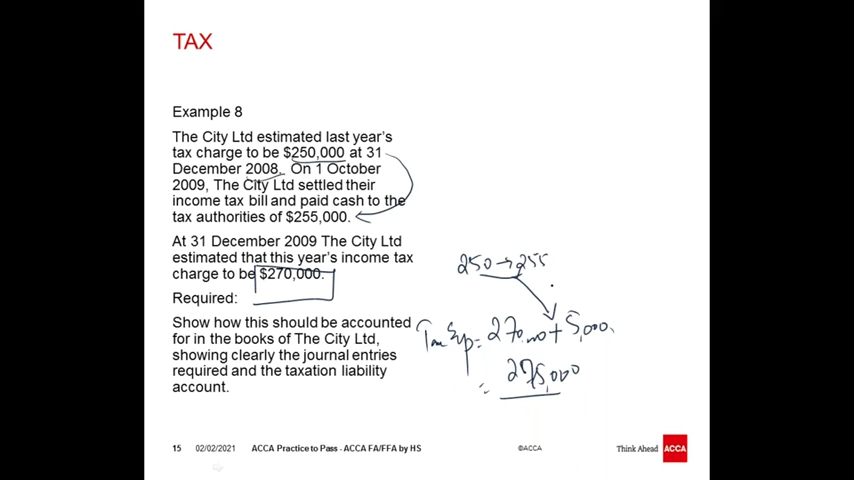 TAX
Example 8
The City Ltd estimated last year's
tax charge to be $250,000 at 31
December 2008. On 1 October
2009, The City Ltd settled their
income tax bill and paid cash to the
tax authorities of $255,000.
At 31 December 2009 The City Ltd
estimated that this year's income tax
charge to be $270,000.
250 → 255
Required:
Show how this should be accounted
for in the books of The City Ltd,
showing clearly the journal entries
required and the taxation liability
account.
Tax Exp = 270,000 + 5,000
= 275,000
15 02/02/2021 ACCA Practice to Pass - ACCA FA/FFA by HS ©ACCA Think Ahead ACCA